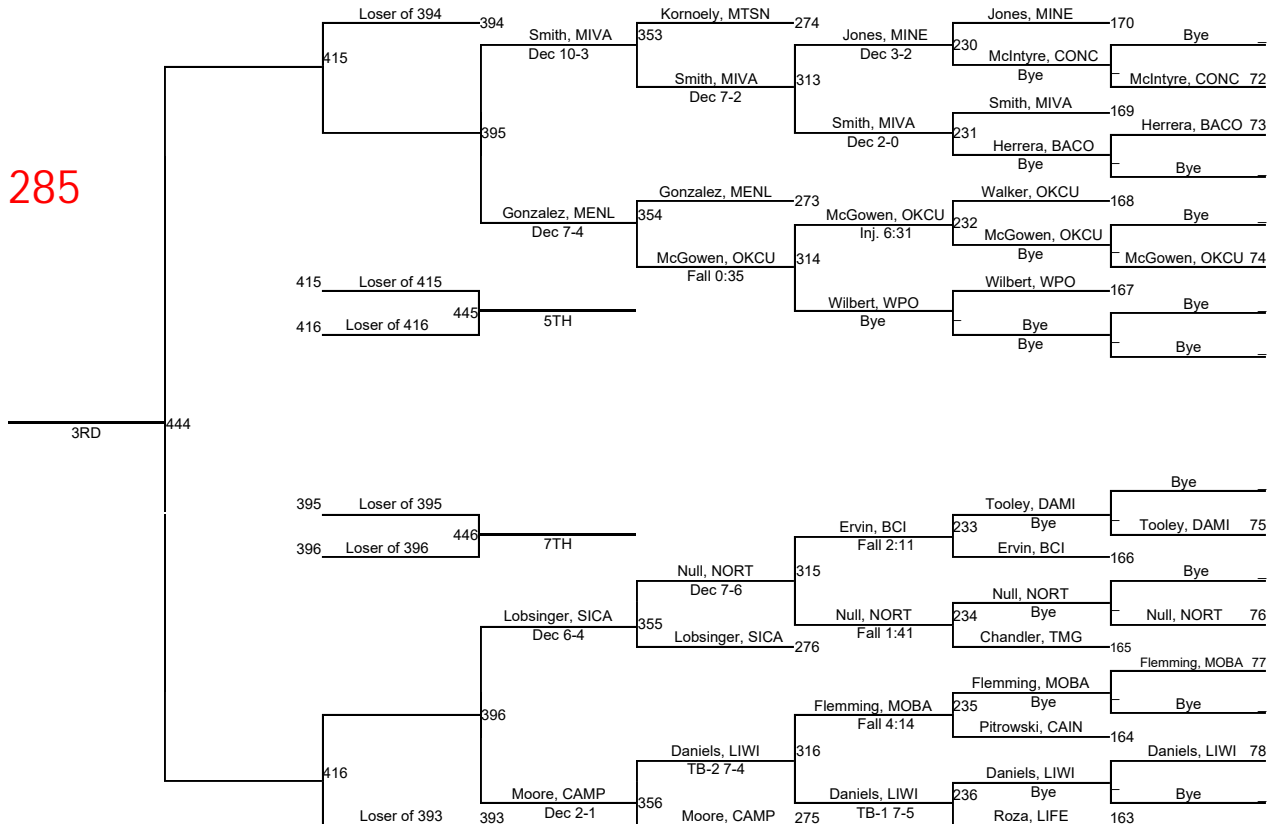 Loser of 394 394 Kornoely, MTSN 274 Jones, MINE 170
Smith, MIVA 353 Jones, MINE 230 Bye _
415 Dec 10-3 Dec 3-2 McIntyre, CONC
Smith, MIVA 313 Bye _ McIntyre, CONC 72
Dec 7-2
Smith, MIVA Smith, MIVA 169
395 Dec 2-0 231 Herrera, BACO 73
Herrera, BACO
Bye _ Bye _
285
Gonzalez, MENL 273 Walker, OKCU 168
Gonzalez, MENL 354 McGowen, OKCU 232 Bye _
Dec 7-4 Inj. 6:31 McGowen, OKCU
McGowen, OKCU 314 Bye _ McGowen, OKCU 74
Fall 0:35
415 Loser of 415 Wilbert, WPO 167
445 Wilbert, WPO Bye _
416 Loser of 416 5TH Bye _ Bye
Bye _ Bye _
444
3RD
Bye _
395 Loser of 395 Tooley, DAMI
446 Ervin, BCI 233 Bye _ Tooley, DAMI 75
396 Loser of 396 7TH Fall 2:11 Ervin, BCI 166
Null, NORT 315 Bye _
Dec 7-6 Null, NORT
Lobsinger, SICA 355 Null, NORT 234 Bye _ Null, NORT 76
Dec 6-4 Lobsinger, SICA 276 Fall 1:41 Chandler, TMG 165
Flemming, MOBA 77
Flemming, MOBA
396 Flemming, MOBA 235 Bye _ Bye _
Fall 4:14 Pitrowski, CAIN 164
Daniels, LIWI 316 Daniels, LIWI 78
416 TB-2 7-4 Daniels, LIWI
Moore, CAMP 356 Daniels, LIWI 236 Bye Bye _
Loser of 393 393 Dec 2-1 Moore, CAMP 275 TB-1 7-5 Roza, LIFE 163